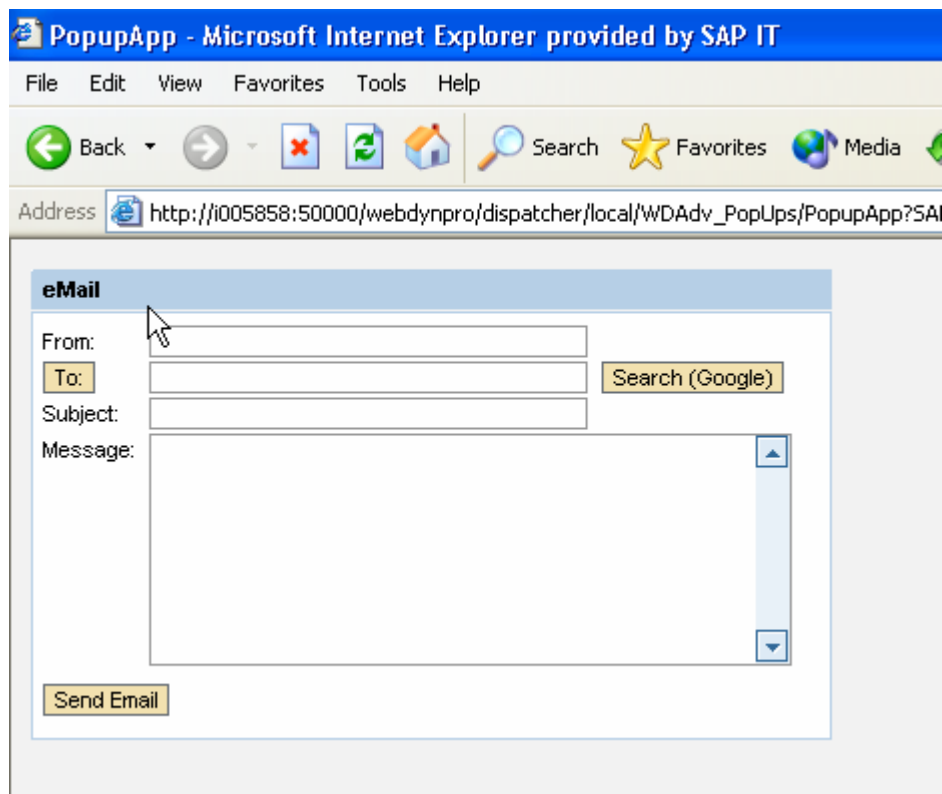 PopupApp - Microsoft Internet Explorer provided by SAP IT
File Edit View Favorites Tools Help
Back Search Favorites Media
Address http://i005858:50000/webdynpro/dispatcher/local/WDAdv_PopUps/PopupApp?SAI
eMail
From:
To: Search (Google)
Subject:
Message:
Send Email